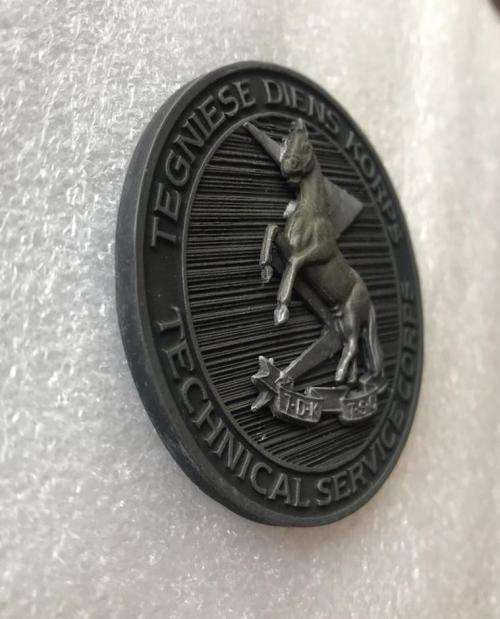 TEGNIESE DIENS KORPS
T·D·K T·S·C
TECHNICAL SERVICE CORPS